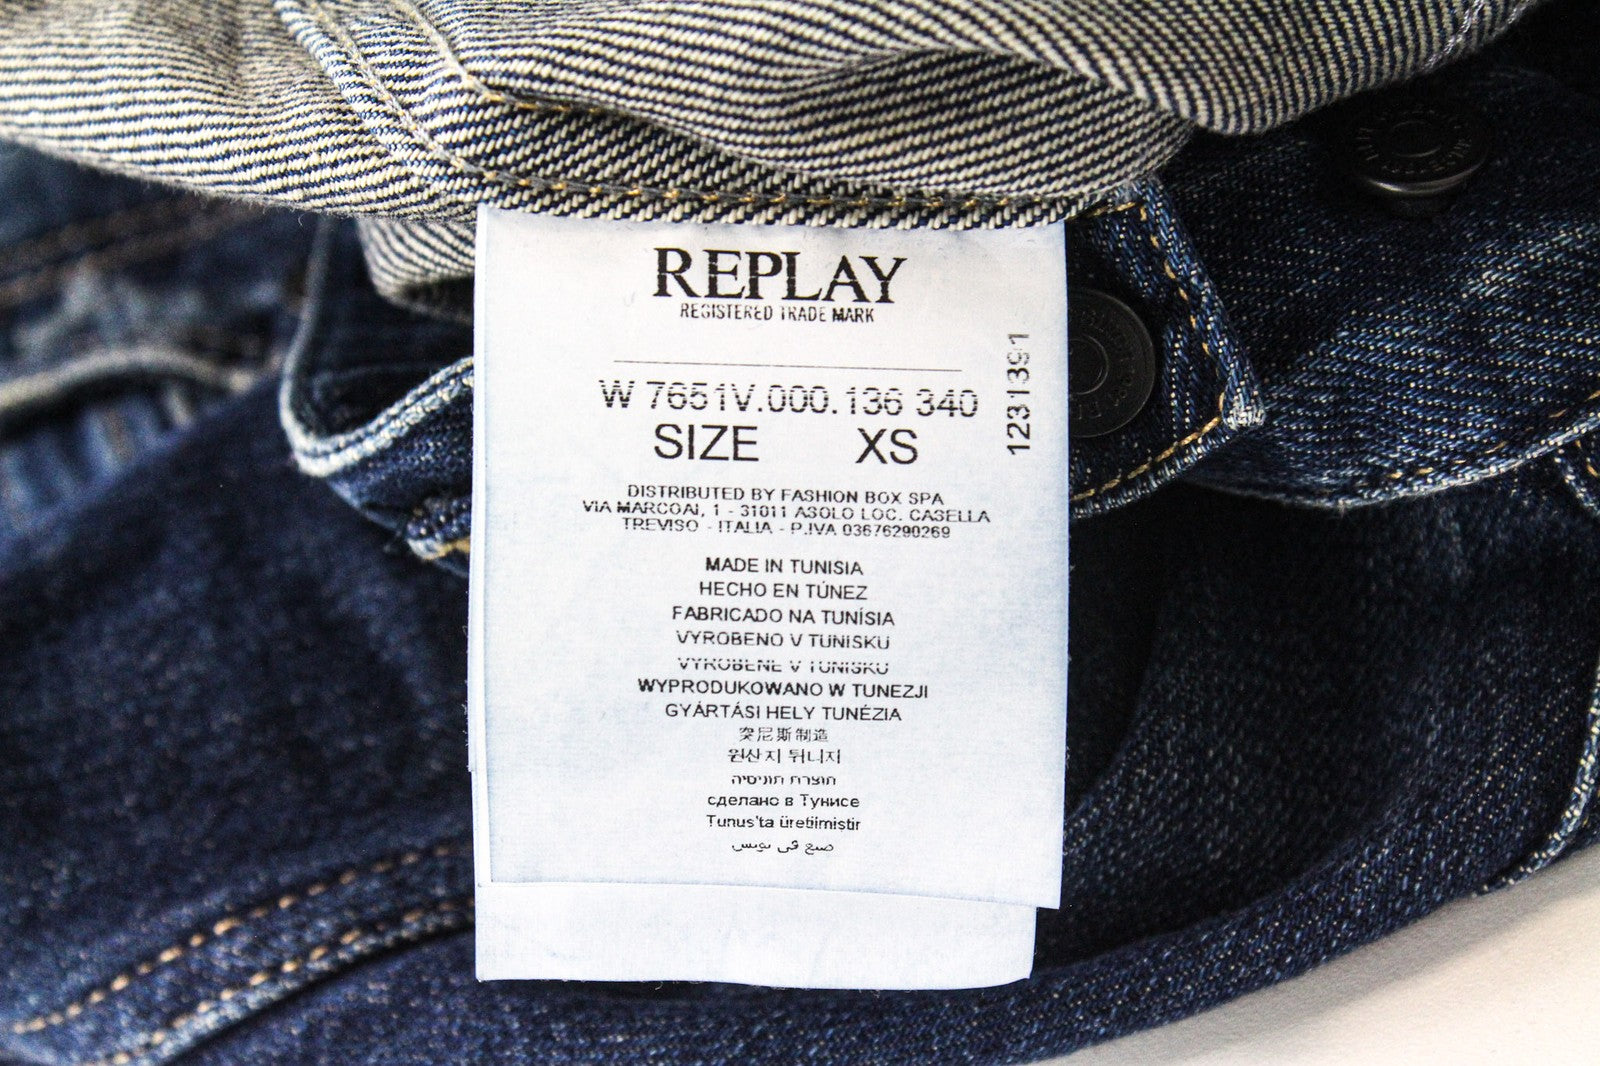 REPLAY
REGISTERED TRADE MARK
W 7651V.000.136 340
SIZE XS
1231391
DISTRIBUTED BY FASHION BOX SPA
VIA MARCOAI, 1 - 31011 ASOLO LOC. CASELLA
TREVISO - ITALIA - P.IVA 03676290269
MADE IN TUNISIA
HECHO EN TÚNEZ
FABRICADO NA TUNÍSIA
VYROBENO V TUNISKU
VYROBENE V TUNISKU
WYPRODUKOWANO W TUNEZJI
GYÁRTÁSI HELY TUNÉZIA
突尼斯制造
원산지 튀니지
תוצרת תוניסיה
сделано в Тунисе
Tunus'ta üretilmiştir
صنع في تونس